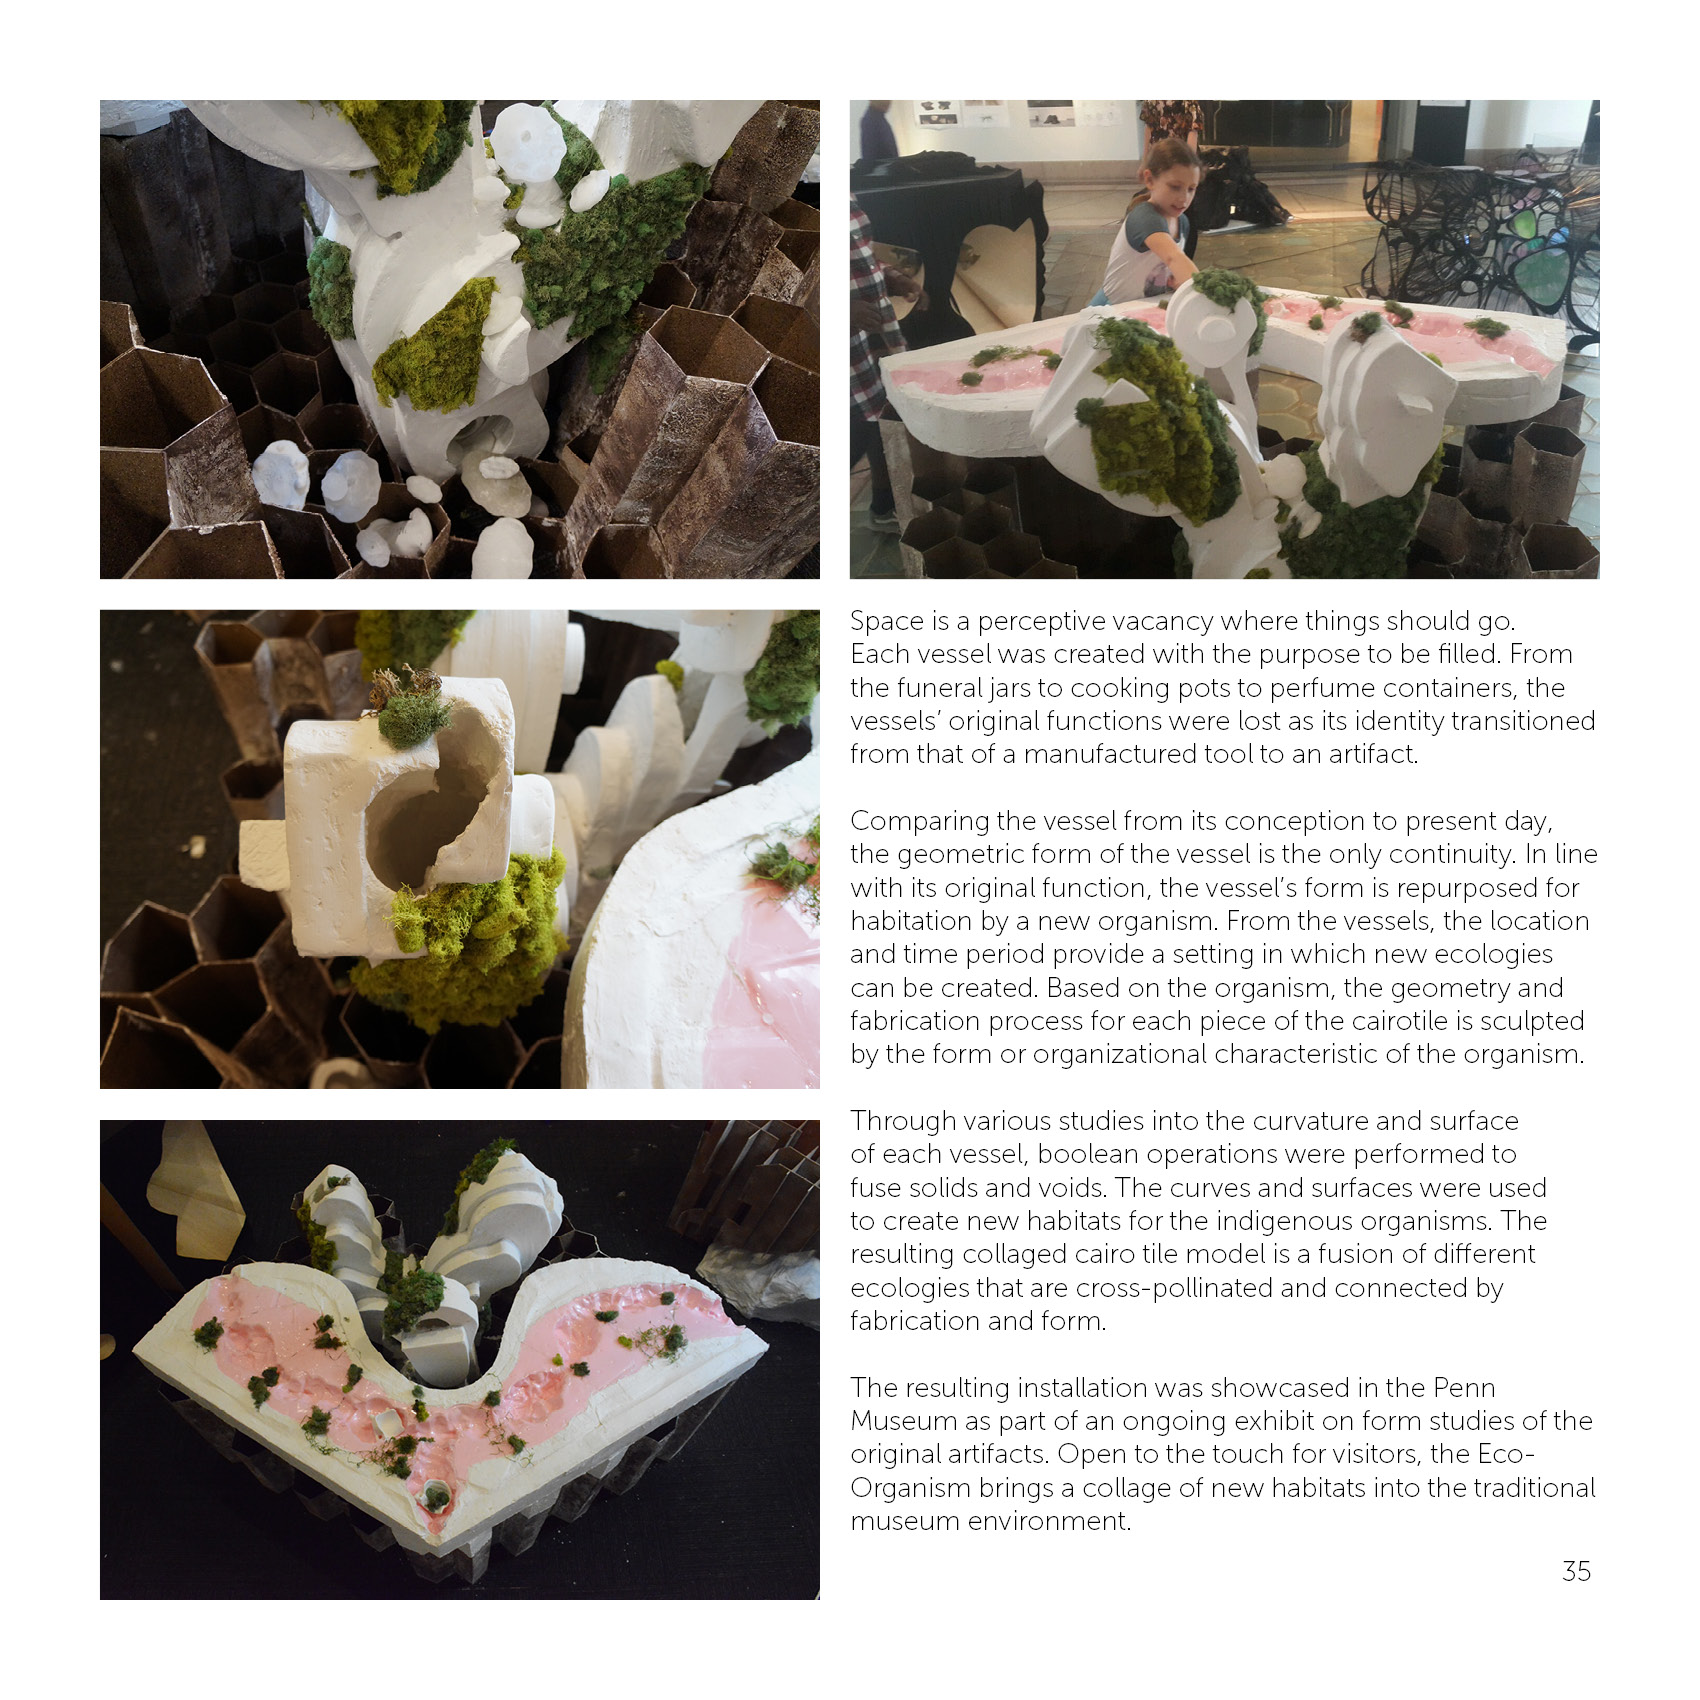 Space is a perceptive vacancy where things should go.
Each vessel was created with the purpose to be filled. From
the funeral jars to cooking pots to perfume containers, the
vessels’ original functions were lost as its identity transitioned
from that of a manufactured tool to an artifact.
Comparing the vessel from its conception to present day,
the geometric form of the vessel is the only continuity. In line
with its original function, the vessel’s form is repurposed for
habitation by a new organism. From the vessels, the location
and time period provide a setting in which new ecologies
can be created. Based on the organism, the geometry and
fabrication process for each piece of the cairotile is sculpted
by the form or organizational characteristic of the organism.
Through various studies into the curvature and surface
of each vessel, boolean operations were performed to
fuse solids and voids. The curves and surfaces were used
to create new habitats for the indigenous organisms. The
resulting collaged cairo tile model is a fusion of different
ecologies that are cross-pollinated and connected by
fabrication and form.
The resulting installation was showcased in the Penn
Museum as part of an ongoing exhibit on form studies of the
original artifacts. Open to the touch for visitors, the Eco-
Organism brings a collage of new habitats into the traditional
museum environment.
35